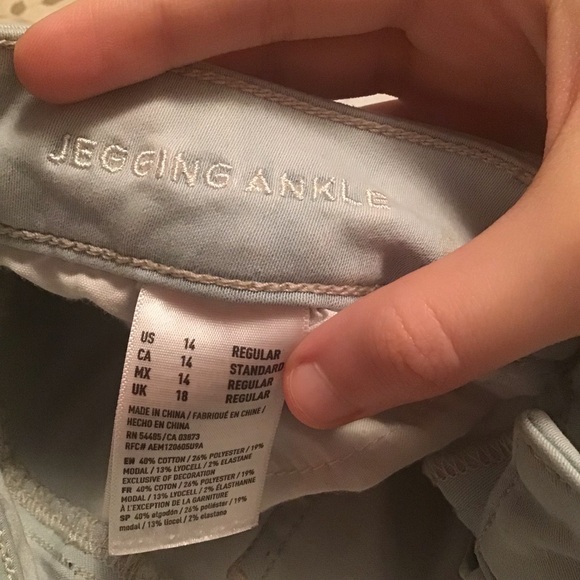 JEGGING ANKLE
US 14 REGULAR
CA 14 STANDARD
MX 14 REGULAR
UK 18 REGULAR
MADE IN CHINA / FABRIQUÉ EN CHINE /
HECHO EN CHINA
RN 54485/CA 03873
RFC# AEM120605U9A
EN 40% COTTON / 26% POLYESTER / 19%
MODAL / 13% LYOCELL / 2% ELASTANE
EXCLUSIVE OF DECORATION
FR 40% COTON / 26% POLYESTER / 19%
MODAL / 13% LYOCELL / 2% ÉLASTHANNE
À L'EXCEPTION DE LA GARNITURE
SP 40% algodón / 26% poliéster / 19%
modal / 13% liocel / 2% elastano